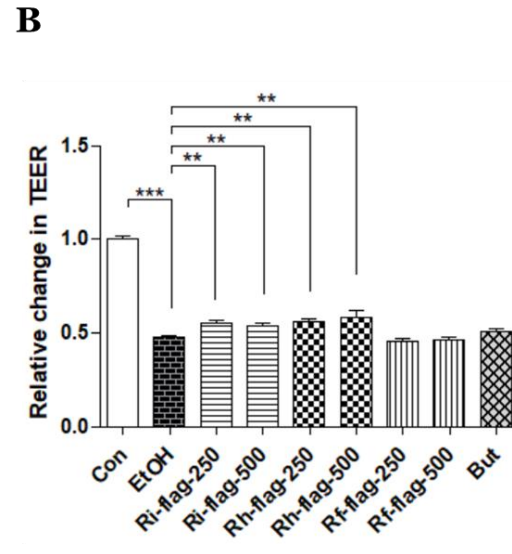 B
**
**
**
**
***
Relative change in TEER
1.5
1.0
0.5
0.0
Con
EtOH
Ri-flag-250
Ri-flag-500
Rh-flag-250
Rh-flag-500
Rf-flag-250
Rf-flag-500
But